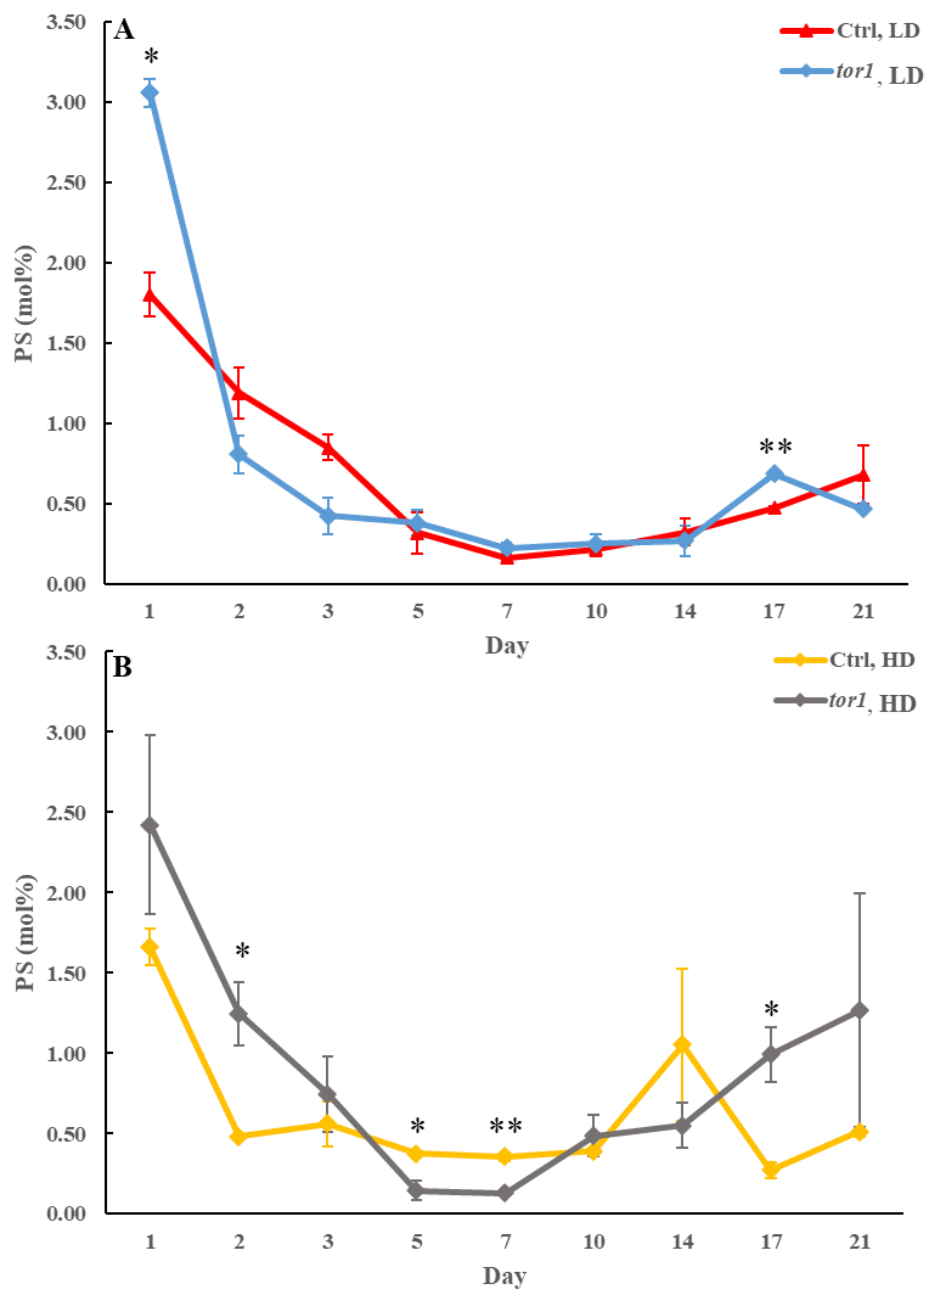 A
Ctrl, LD
tor1, LD
*
**
PS (mol%)
3.50
3.00
2.50
2.00
1.50
1.00
0.50
0.00
1 2 3 5 7 10 14 17 21
Day
B
Ctrl, HD
tor1, HD
*
*
**
*
PS (mol%)
3.50
3.00
2.50
2.00
1.50
1.00
0.50
0.00
1 2 3 5 7 10 14 17 21
Day